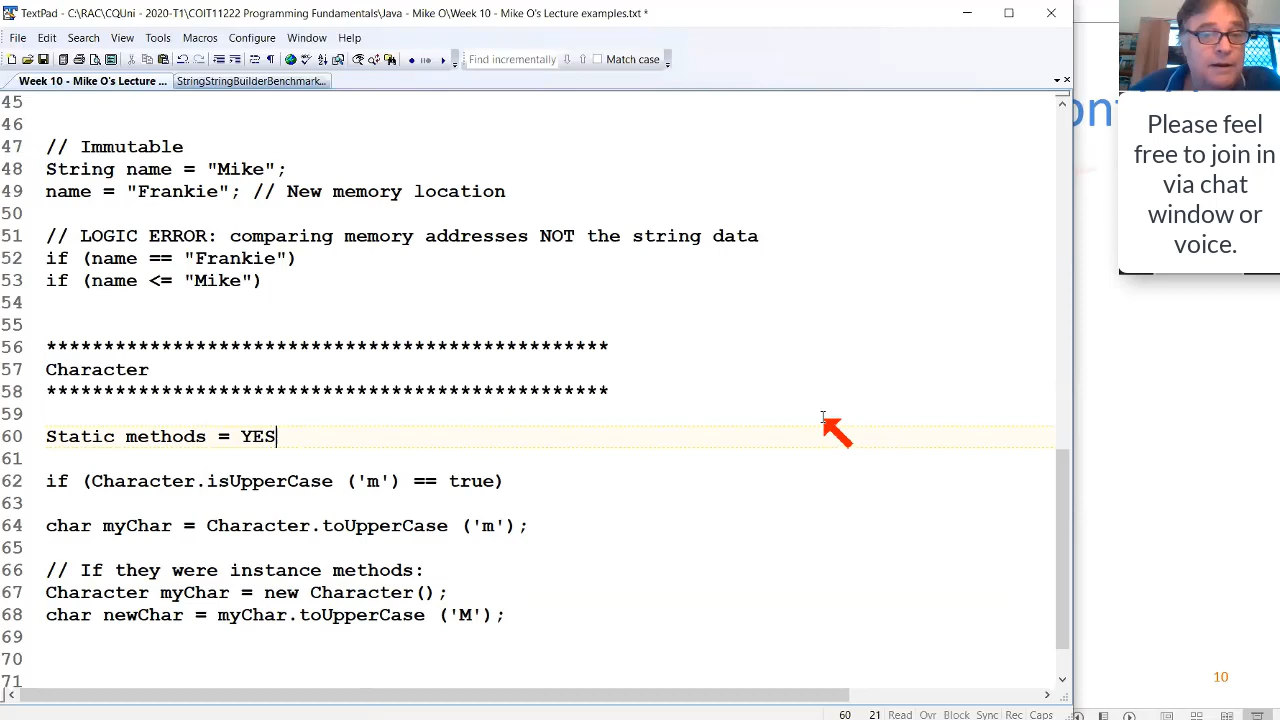 TextPad - C:\RAC\CQUni - 2020-T1\COIT11222 Programming Fundamentals\Java - Mike O\Week 10 - Mike O's Lecture examples.txt *
File Edit Search View Tools Macros Configure Window Help
Find incrementally Match case
Week 10 - Mike O's Lecture ... StringStringBuilderBenchmark...
45
46
47 // Immutable
48 String name = "Mike";
49 name = "Frankie"; // New memory location
50
51 // LOGIC ERROR: comparing memory addresses NOT the string data
52 if (name == "Frankie")
53 if (name <= "Mike")
54
55
56 *************************************************
57 Character
58 *************************************************
59
60 Static methods = YES
61
62 if (Character.isUpperCase ('m') == true)
63
64 char myChar = Character.toUpperCase ('m');
65
66 // If they were instance methods:
67 Character myChar = new Character();
68 char newChar = myChar.toUpperCase ('M');
69
70
71
60 21 Read Ovr Block Sync Rec Caps
Please feel
free to join in
via chat
window or
voice.
10